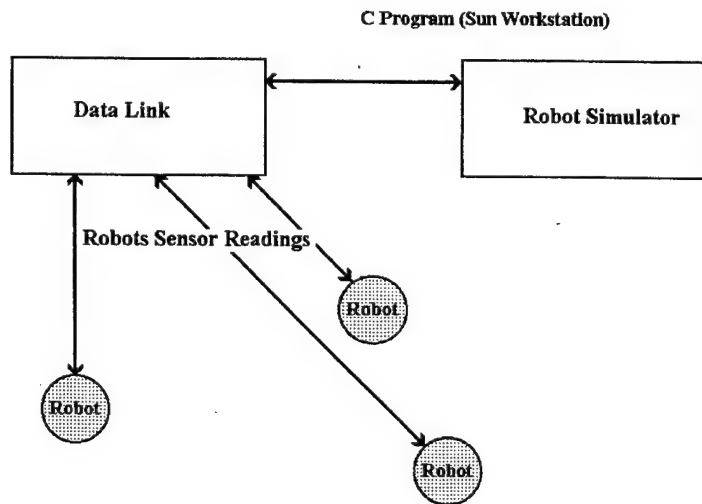 C Program (Sun Workstation)
Data Link
Robot Simulator
Robots Sensor Readings
Robot
Robot
Robot